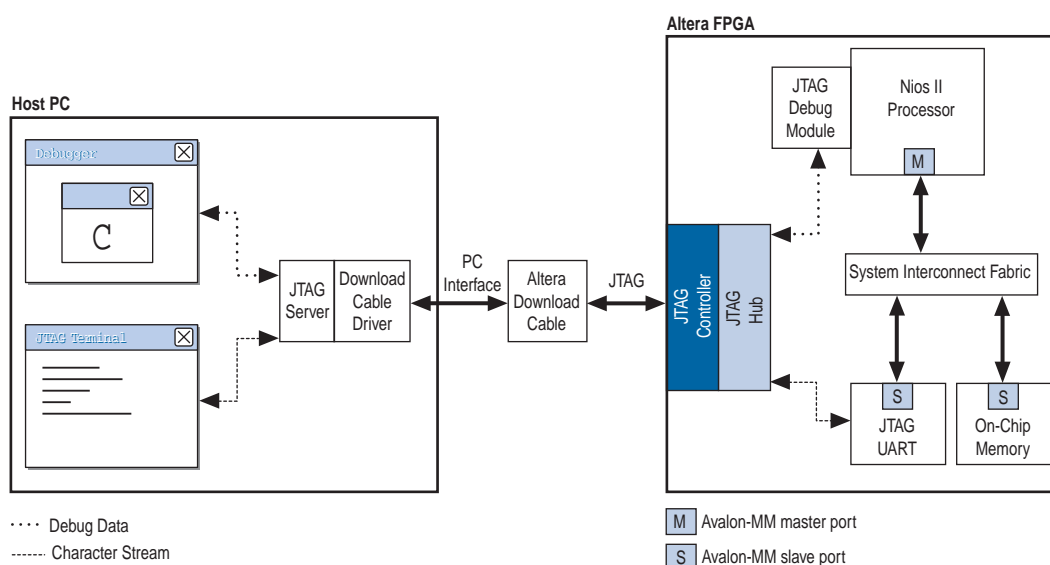 Altera FPGA
Host PC
Debugger
C
JTAG Terminal
JTAG
Server
Download
Cable
Driver
PC
Interface
Altera
Download
Cable
JTAG
JTAG
Controller
JTAG
Hub
JTAG
Debug
Module
Nios II
Processor
M
System Interconnect Fabric
S
JTAG
UART
S
On-Chip
Memory
Debug Data
Character Stream
M Avalon-MM master port
S Avalon-MM slave port